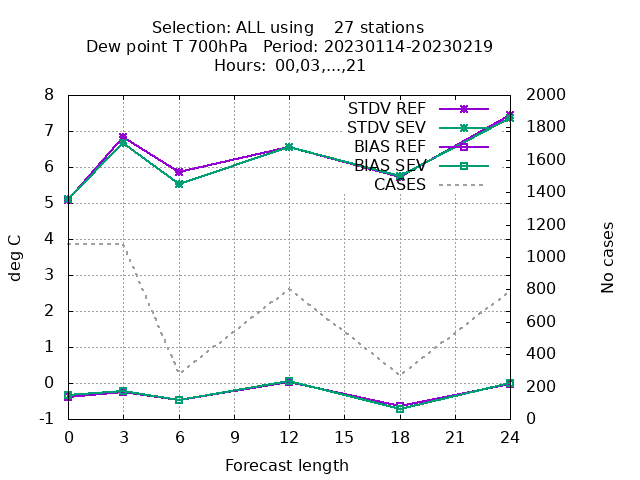 Selection: ALL using    27 stations
Dew point T 700hPa   Period: 20230114-20230219
Hours: 00,03,...,21
STDV REF
STDV SEV
BIAS REF
BIAS SEV
CASES
8
7
6
5
4
3
2
1
0
-1
deg C
2000
1800
1600
1400
1200
1000
800
600
400
200
0
No cases
0 3 6 9 12 15 18 21 24
Forecast length